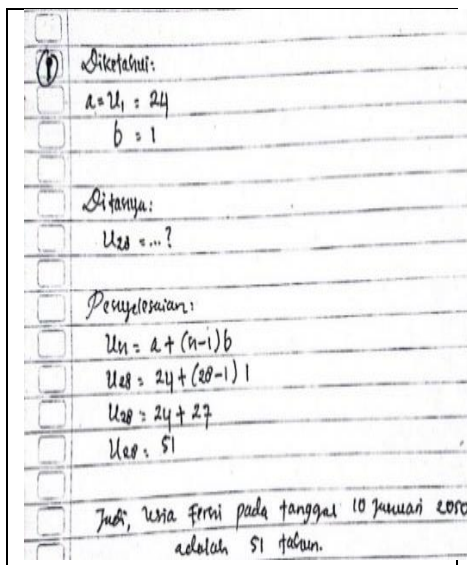 1
Diketahui:
a = U1 = 24
b = 1
Ditanya:
U28 = ...?
Penyelesaian:
Un = a + (n-1)b
U28 = 24 + (28-1) 1
U28 = 24 + 27
U28 = 51
Jadi, usia Ferni pada tanggal 10 Januari 2050
adalah 51 tahun.